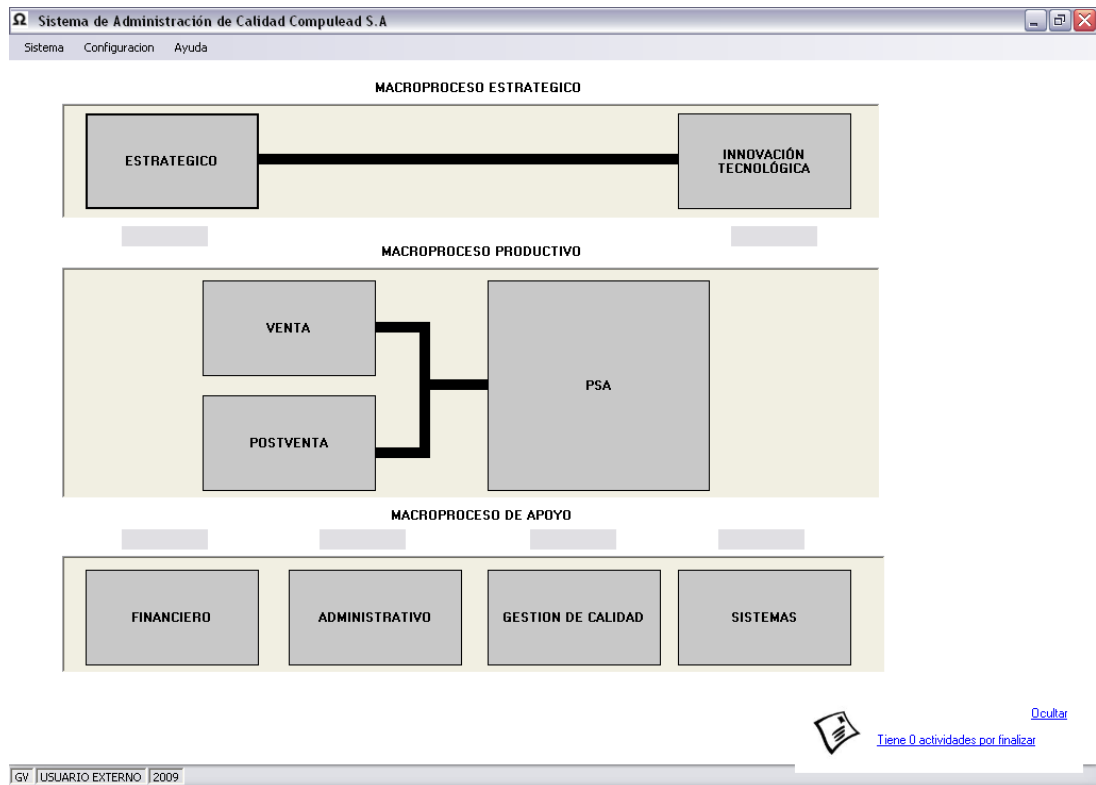 Ω Sistema de Administración de Calidad Compulead S.A
Sistema Configuracion Ayuda
MACROPROCESO ESTRATEGICO
ESTRATEGICO
INNOVACIÓN
TECNOLÓGICA
MACROPROCESO PRODUCTIVO
VENTA
PSA
POSTVENTA
MACROPROCESO DE APOYO
FINANCIERO
ADMINISTRATIVO
GESTION DE CALIDAD
SISTEMAS
Ocultar
Tiene 0 actividades por finalizar
GV USUARIO EXTERNO 2009